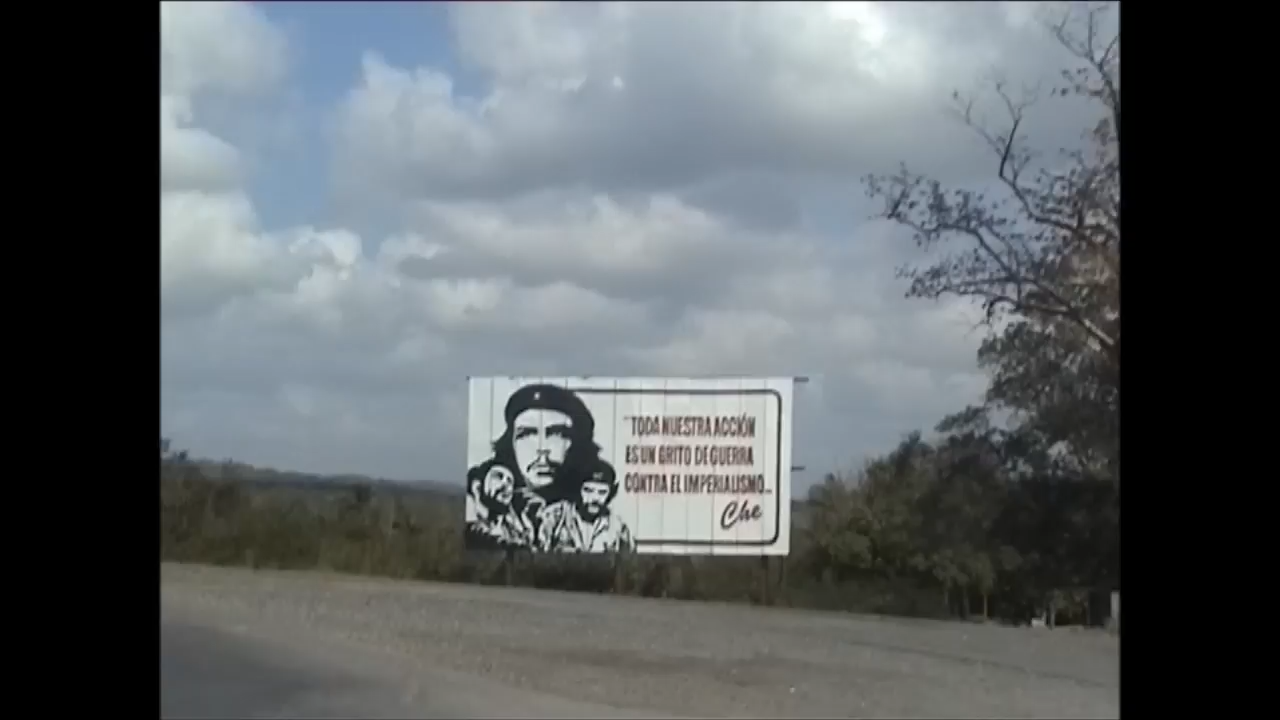 "TODA NUESTRA ACCIÓN
ES UN GRITO DE GUERRA
CONTRA EL IMPERIALISMO...
Che